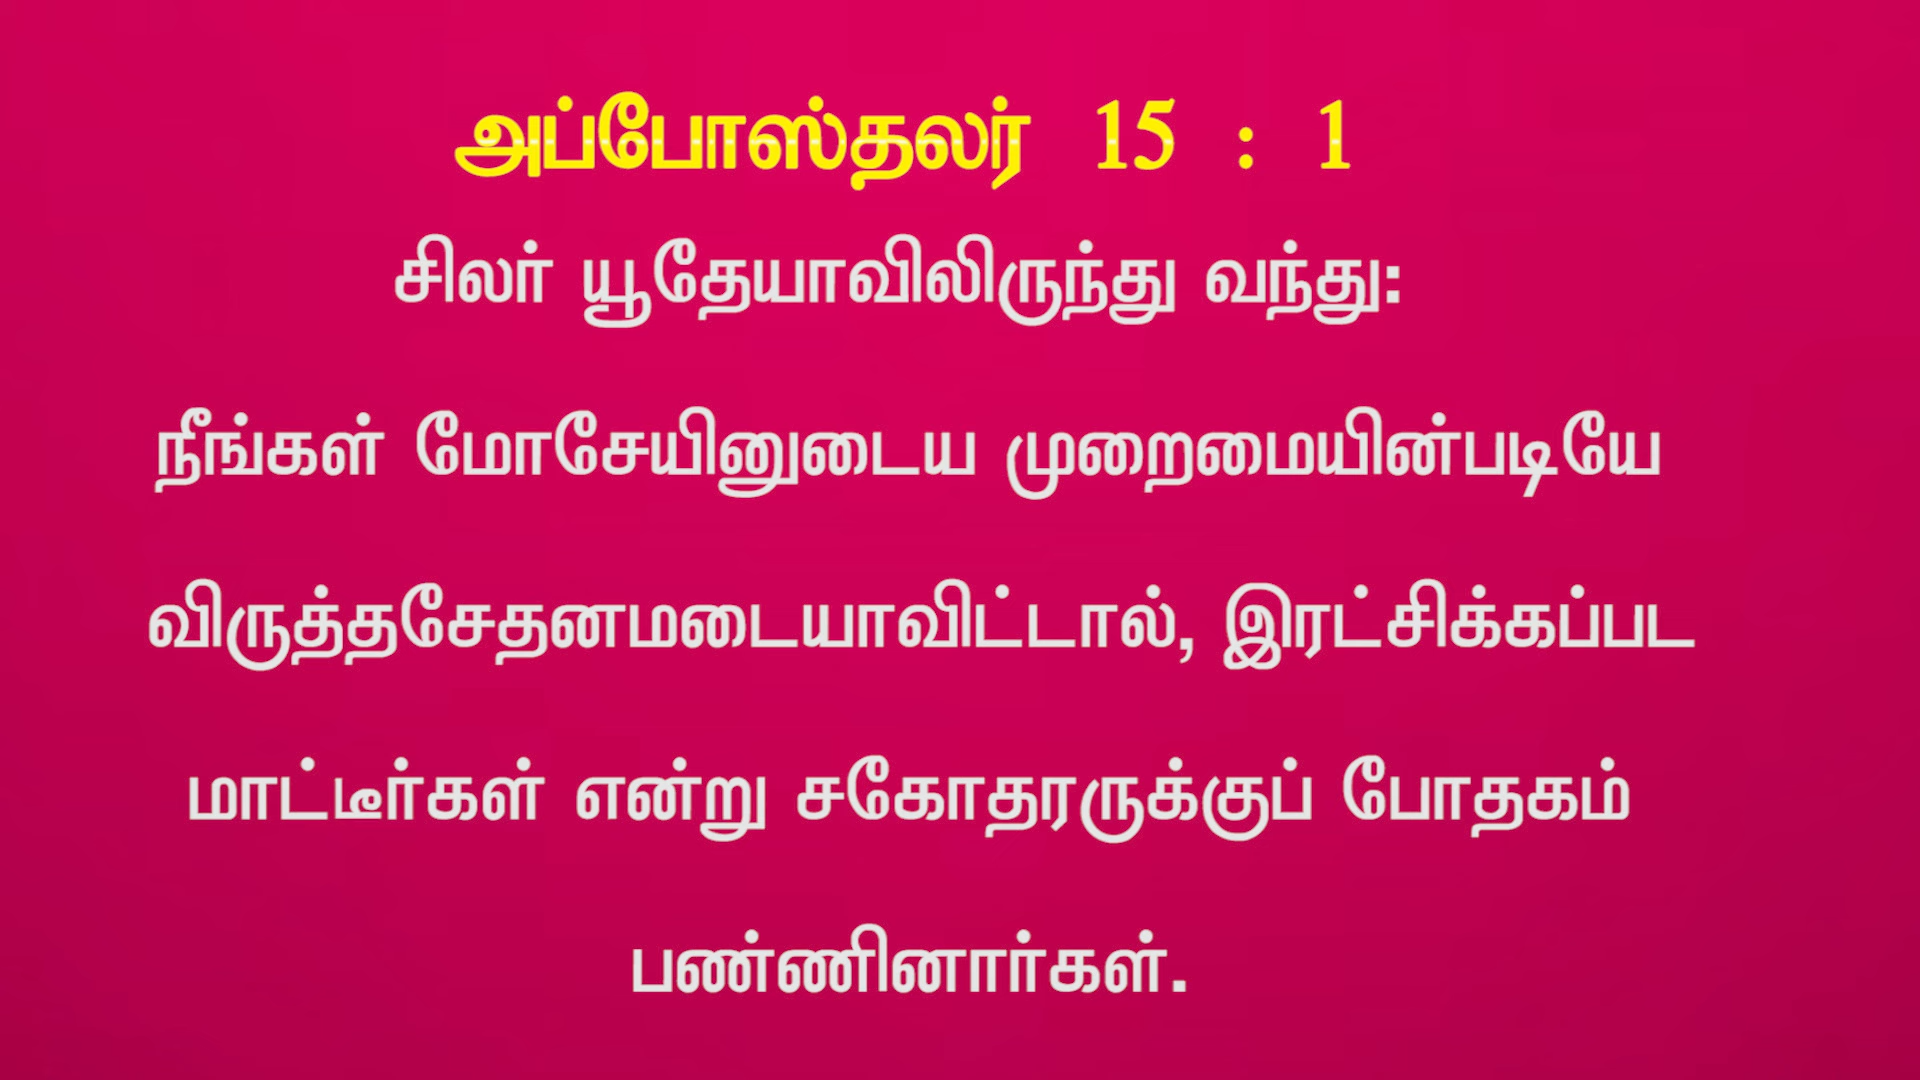 அப்போஸ்தலர் 15 : 1
சிலர் யூதேயாவிலிருந்து வந்து:
நீங்கள் மோசேயினுடைய முறைமையின்படியே
விருத்தசேதனமடையாவிட்டால், இரட்சிக்கப்பட
மாட்டீர்கள் என்று சகோதரருக்குப் போதகம்
பண்ணினார்கள்.